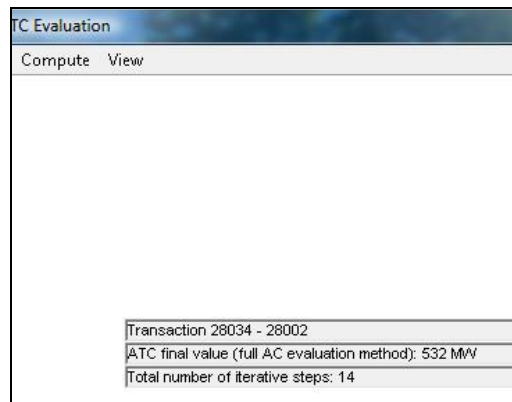 TC Evaluation
Compute View
Transaction 28034 - 28002
ATC final value (full AC evaluation method): 532 MW
Total number of iterative steps: 14